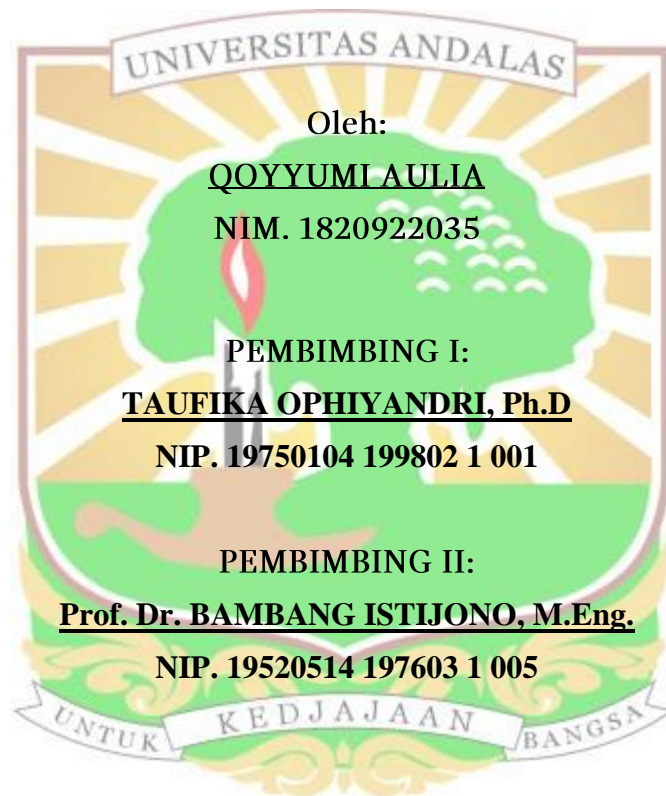 UNIVERSITAS ANDALAS
Oleh:
QOYYUMI AULIA
NIM. 1820922035
PEMBIMBING I:
TAUFIKA OPHIYANDRI, Ph.D
NIP. 19750104 199802 1 001
PEMBIMBING II:
Prof. Dr. BAMBANG ISTIJONO, M.Eng.
NIP. 19520514 197603 1 005
UNTUK KEDJAJAAN BANGSA